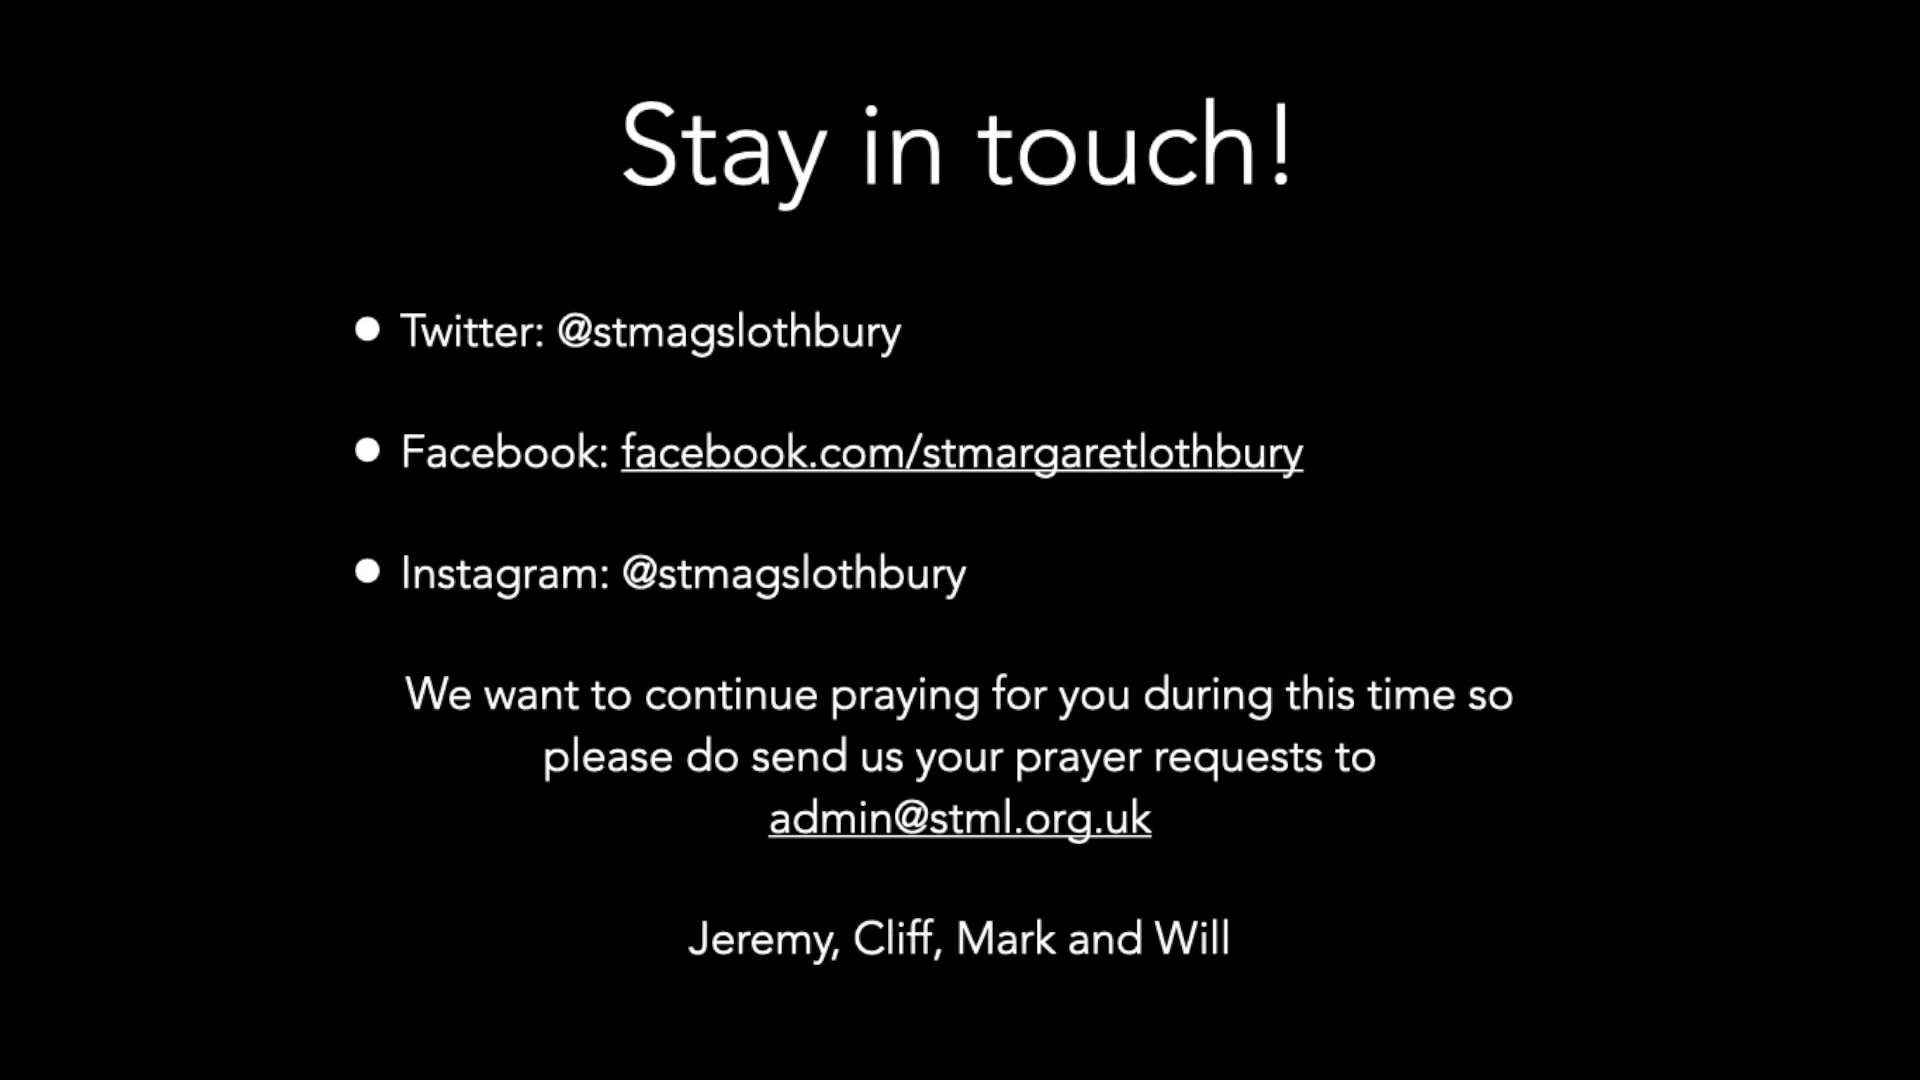 Stay in touch!
• Twitter: @stmagslothbury
• Facebook: facebook.com/stmargaretlothbury
• Instagram: @stmagslothbury
We want to continue praying for you during this time so
please do send us your prayer requests to
admin@stml.org.uk
Jeremy, Cliff, Mark and Will